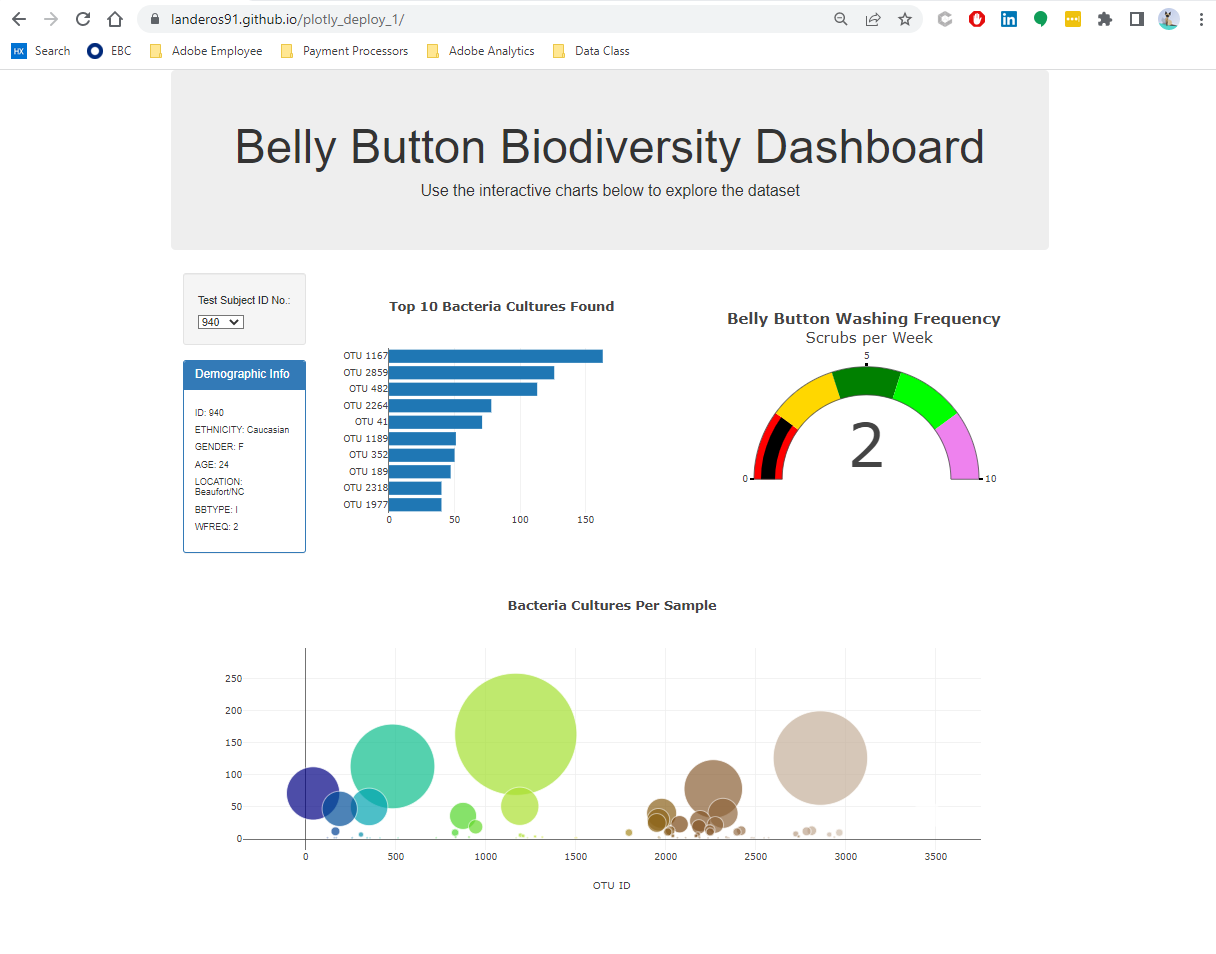 landeros91.github.io/plotly_deploy_1/
HX Search EBC Adobe Employee Payment Processors Adobe Analytics Data Class
Belly Button Biodiversity Dashboard
Use the interactive charts below to explore the dataset
Test Subject ID No.:
940
Demographic Info
ID: 940
ETHNICITY: Caucasian
GENDER: F
AGE: 24
LOCATION:
Beaufort/NC
BBTYPE: I
WFREQ: 2
Top 10 Bacteria Cultures Found
OTU 1167
OTU 2859
OTU 482
OTU 2264
OTU 41
OTU 1189
OTU 352
OTU 189
OTU 2318
OTU 1977
0 50 100 150
Belly Button Washing Frequency
Scrubs per Week
5
2
0 10
Bacteria Cultures Per Sample
250
200
150
100
50
0
0 500 1000 1500 2000 2500 3000 3500
OTU ID